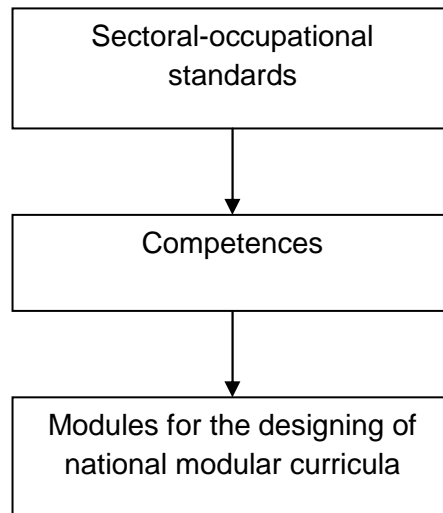 Sectoral-occupational
standards
Competences
Modules for the designing of
national modular curricula